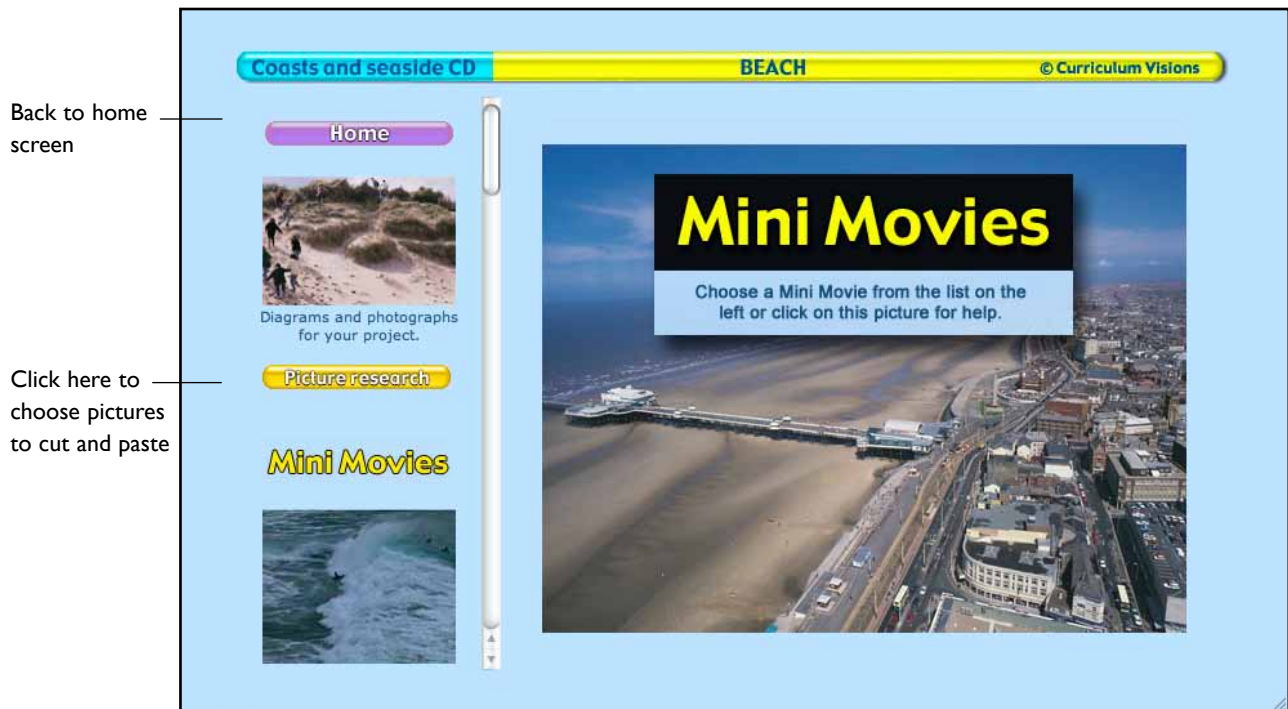 Coasts and seaside CD
BEACH
© Curriculum Visions
Back to home
screen
Home
Diagrams and photographs
for your project.
Click here to
choose pictures
to cut and paste
Picture research
Mini Movies
Mini Movies
Choose a Mini Movie from the list on the
left or click on this picture for help.